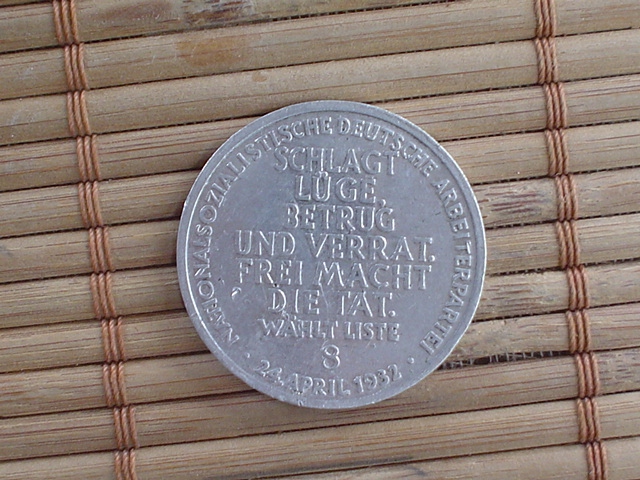 NATIONALSOZIALISTISCHE DEUTSCHE ARBEITERPARTEI
SCHLAGT
LÜGE,
BETRUG
UND VERRAT.
FREI MACHT
DIE TAT.
WÄHLT LISTE
8
· 24. APRIL 1932 ·